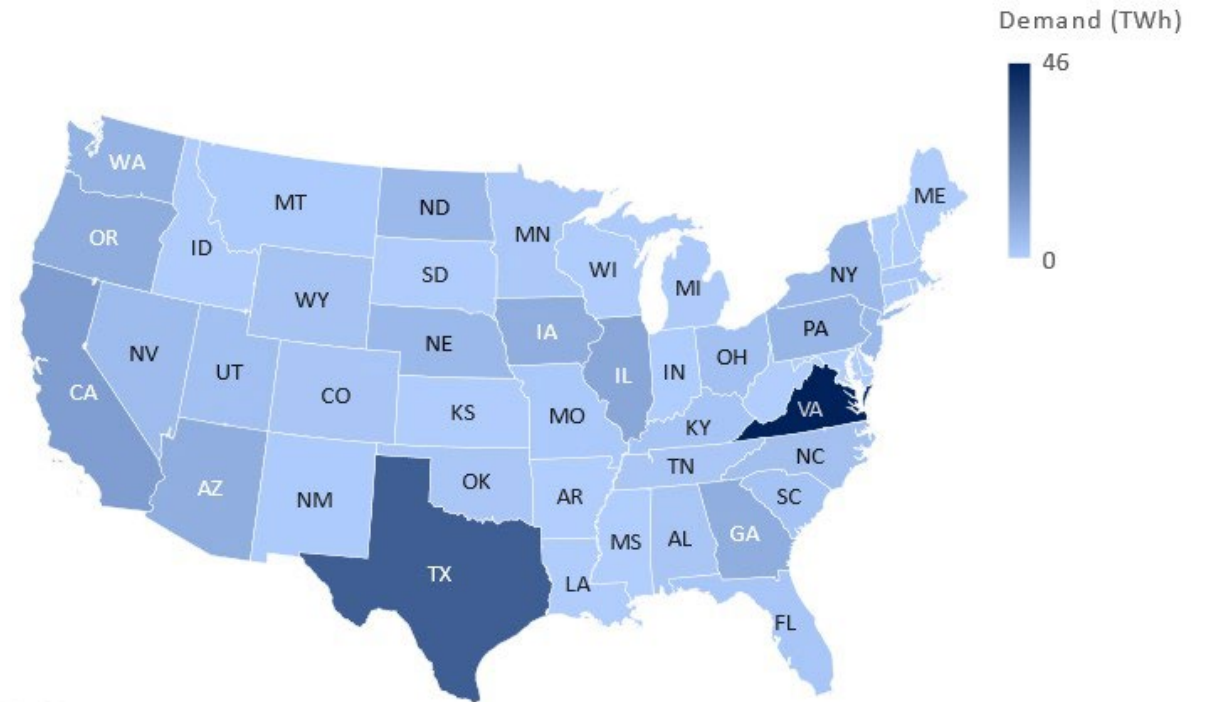 Demand (TWh)
46
0
WA
MT
ND
ME
OR
ID
MN
SD
WI
NY
MI
WY
IA
PA
NV
NE
OH
UT
IL
IN
CA
CO
KS
MO
KY
VA
NC
TN
AZ
NM
OK
AR
SC
MS
AL
GA
TX
LA
FL